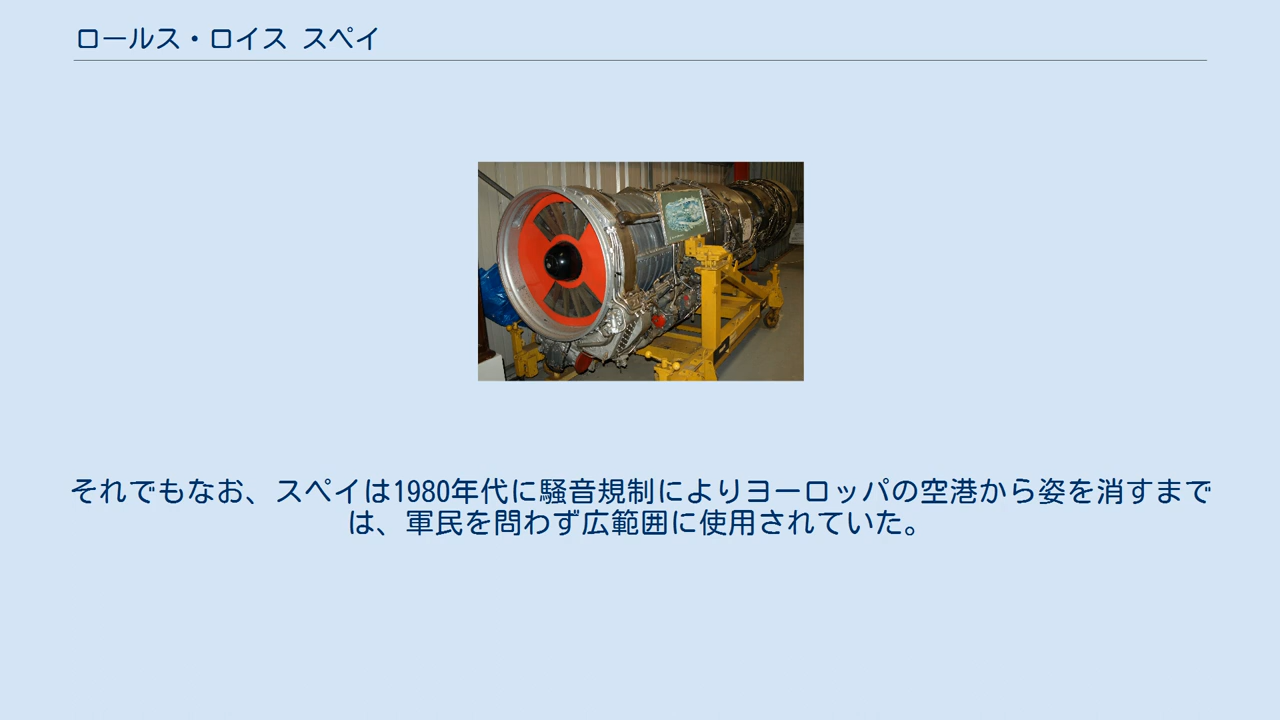 ロールス・ロイス スペイ
それでもなお、スペイは1980年代に騒音規制によりヨーロッパの空港から姿を消すまで
は、軍民を問わず広範囲に使用されていた。